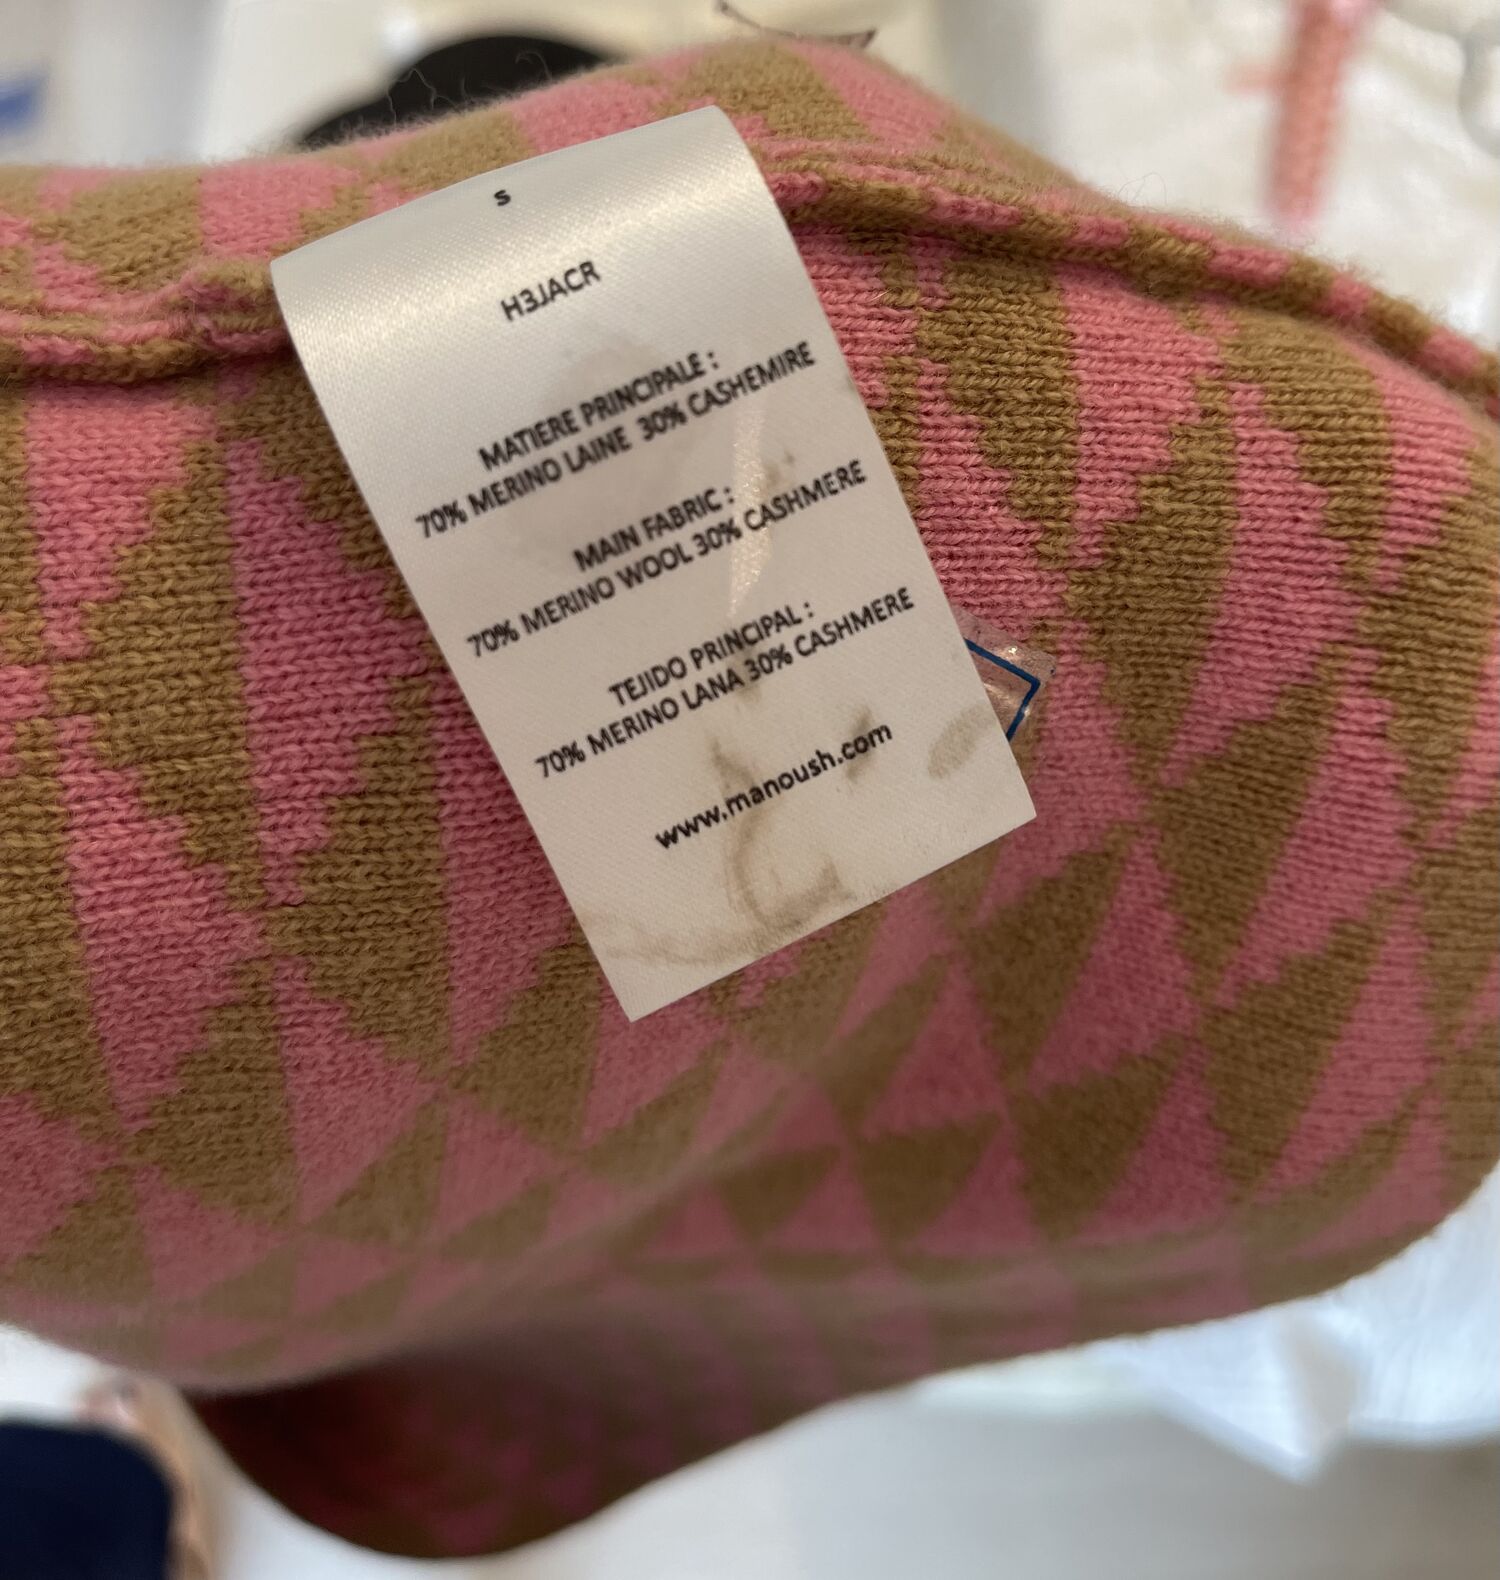 S
H3JACR
MATIERE PRINCIPALE :
70% MERINO LAINE 30% CASHEMIRE
MAIN FABRIC :
70% MERINO WOOL 30% CASHMERE
TEJIDO PRINCIPAL :
70% MERINO LANA 30% CASHMERE
www.manoush.com